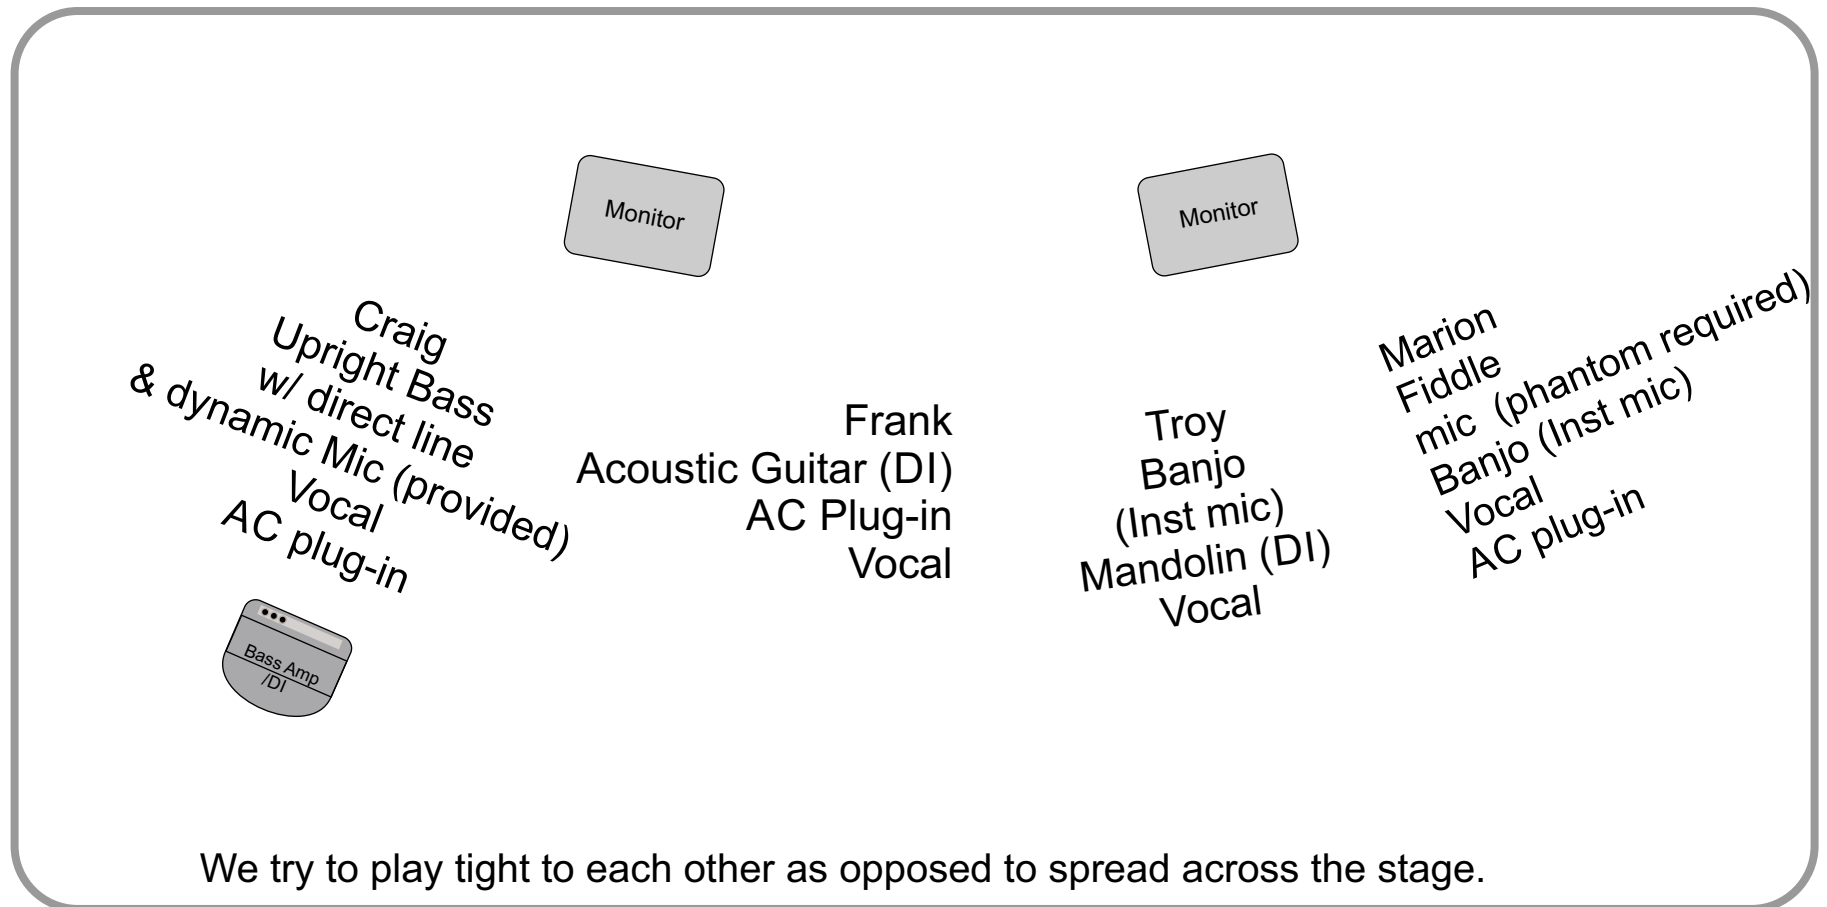 Monitor
Monitor
Craig
Upright Bass
w/ direct line
& dynamic Mic (provided)
Vocal
AC plug-in
Bass Amp
/DI
Frank
Acoustic Guitar (DI)
AC Plug-in
Vocal
Troy
Banjo
(Inst mic)
Mandolin (DI)
Vocal
Marion
Fiddle
mic (phantom required)
Banjo (Inst mic)
Vocal
AC plug-in
We try to play tight to each other as opposed to spread across the stage.